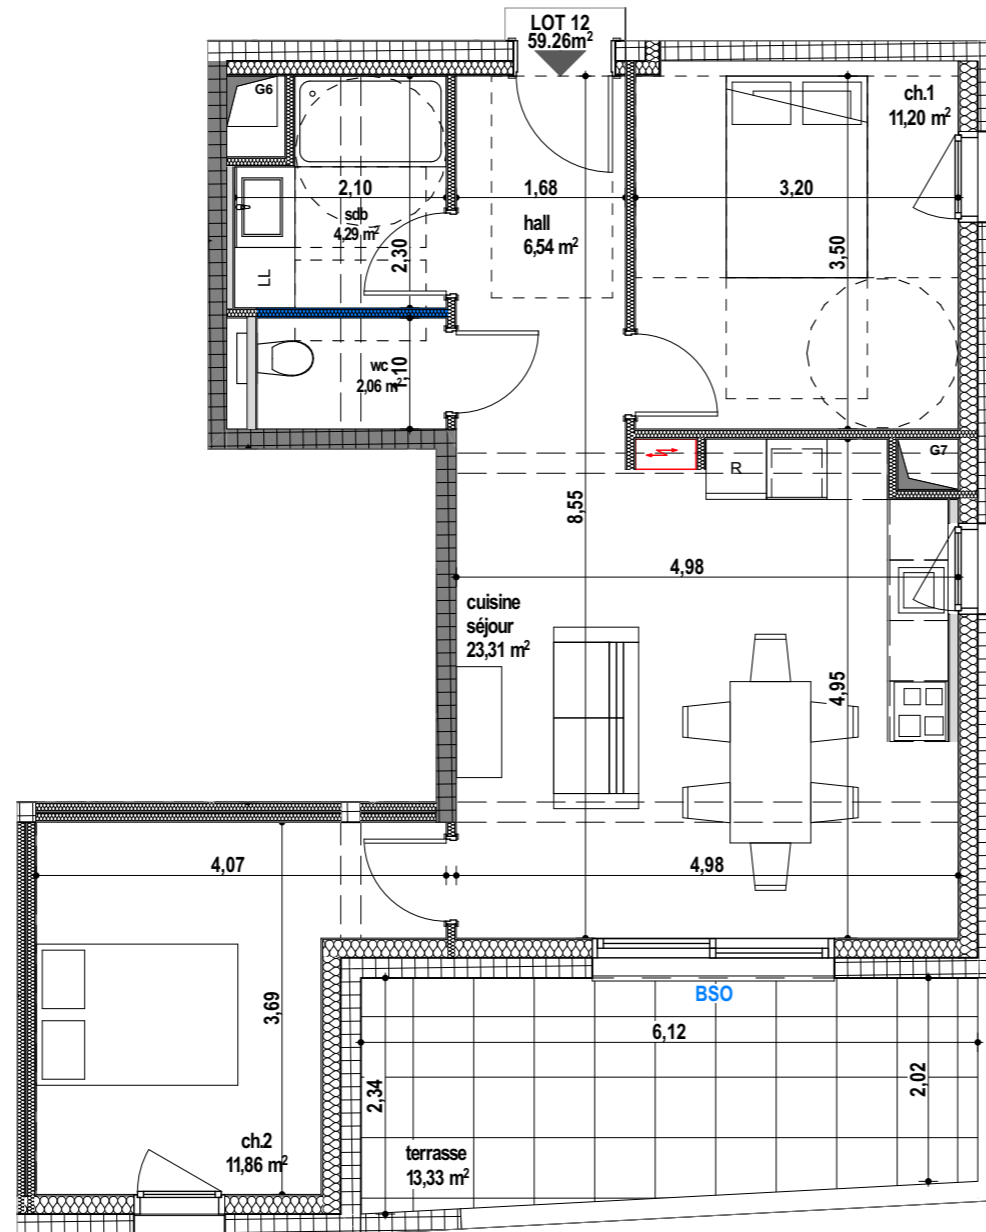 LOT 12
59.26m²
G6
ch.1
11,20 m²
2,10
1,68
3,20
sdb
4,29 m²
hall
6,54 m²
2,30
3,50
LL
wc
2,06 m²
1,10
G7
R
8,55
4,98
cuisine
séjour
23,31 m²
4,95
4,07
4,98
BSO
3,69
6,12
2,34
2,02
ch.2
11,86 m²
terrasse
13,33 m²